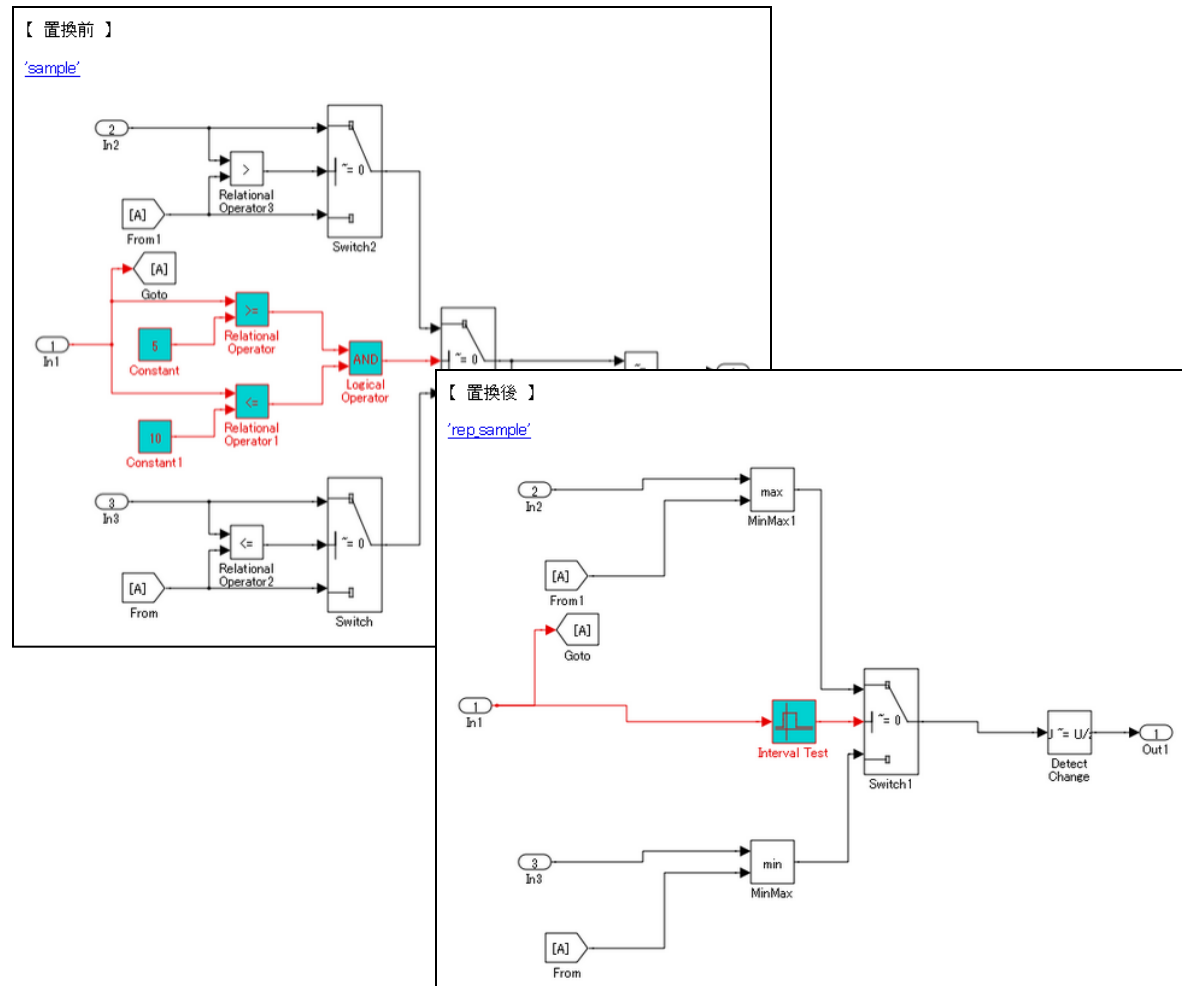 【 置換前 】
'sample'
2
In2
>
Relational
Operator3
~= 0
[A]
From1
Switch2
[A]
Goto
>=
Relational
Operator
1
In1
5
Constant
AND
Logical
Operator
~= 0
<=
Relational
Operator1
10
Constant1
3
In3
<=
Relational
Operator2
~= 0
[A]
From
Switch
【 置換後 】
'rep_sample'
2
In2
max
MinMax1
[A]
From1
[A]
Goto
1
In1
Interval Test
~= 0
Switch1
U ~= U/
Detect
Change
1
Out1
3
In3
min
MinMax
[A]
From